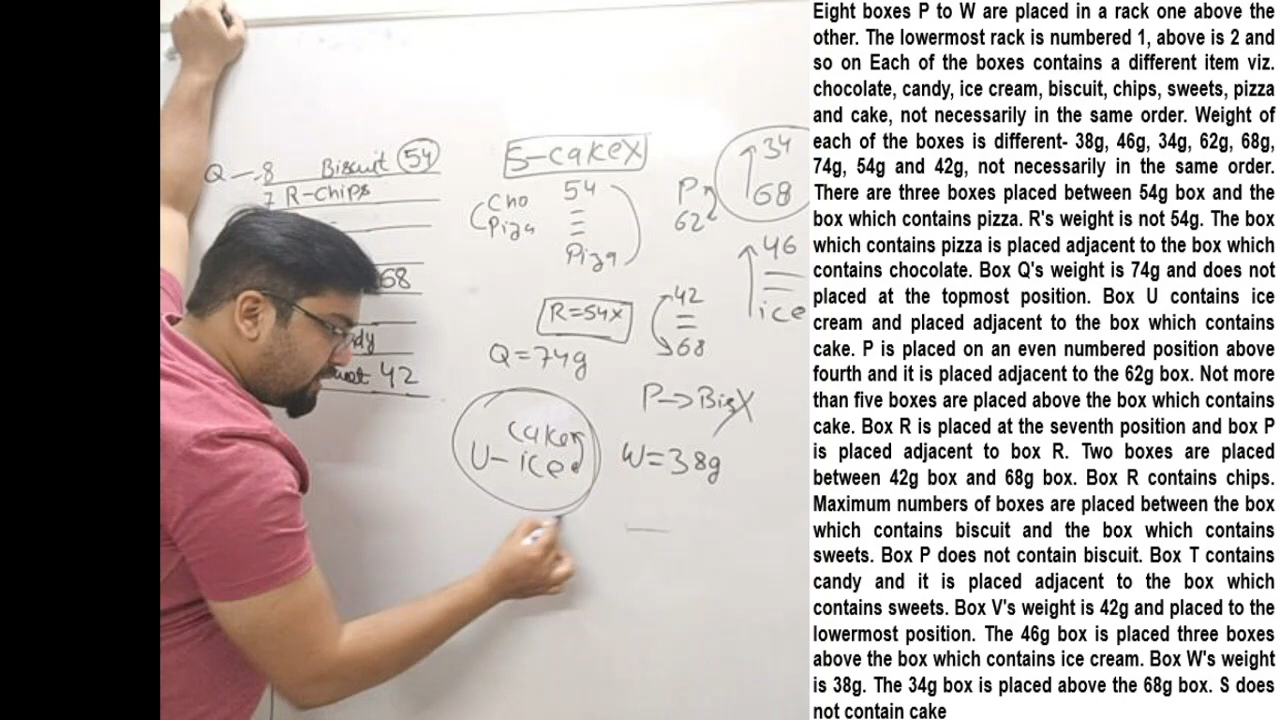 Eight boxes P to W are placed in a rack one above the
other. The lowermost rack is numbered 1, above is 2 and
so on Each of the boxes contains a different item viz.
chocolate, candy, ice cream, biscuit, chips, sweets, pizza
and cake, not necessarily in the same order. Weight of
each of the boxes is different- 38g, 46g, 34g, 62g, 68g,
74g, 54g and 42g, not necessarily in the same order.
There are three boxes placed between 54g box and the
box which contains pizza. R's weight is not 54g. The box
which contains pizza is placed adjacent to the box which
contains chocolate. Box Q's weight is 74g and does not
placed at the topmost position. Box U contains ice
cream and placed adjacent to the box which contains
cake. P is placed on an even numbered position above
fourth and it is placed adjacent to the 62g box. Not more
than five boxes are placed above the box which contains
cake. Box R is placed at the seventh position and box P
is placed adjacent to box R. Two boxes are placed
between 42g box and 68g box. Box R contains chips.
Maximum numbers of boxes are placed between the box
which contains biscuit and the box which contains
sweets. Box P does not contain biscuit. Box T contains
candy and it is placed adjacent to the box which
contains sweets. Box V's weight is 42g and placed to the
lowermost position. The 46g box is placed three boxes
above the box which contains ice cream. Box W's weight
is 38g. The 34g box is placed above the 68g box. S does
not contain cake
Q — 8 Biscuit 54
7 R-Chips
68
dy
42
S-cakex
Cho
Piza
54
Piza
P
62
34
68
46
ice
R=54x
42
68
Q=74g
P→BisX
cake
U-ice
W=38g